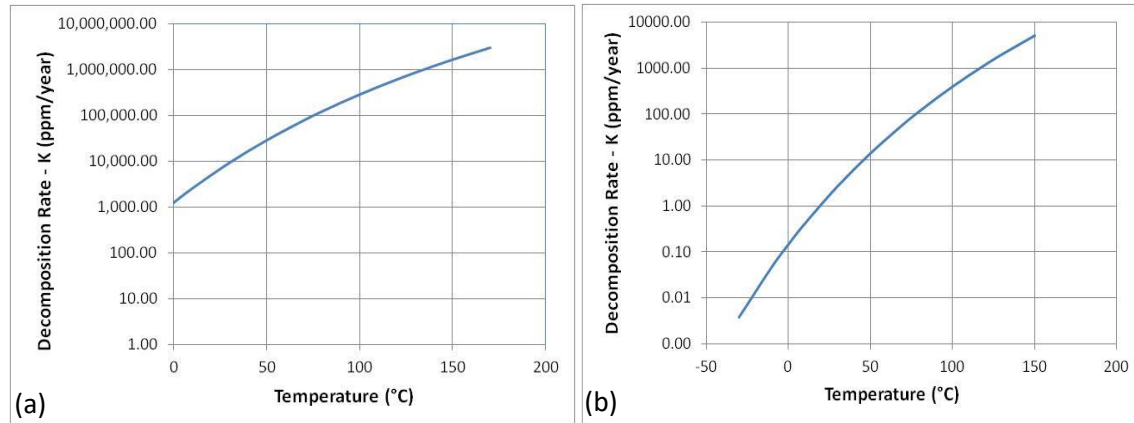 Decomposition Rate - K (ppm/year)
10,000,000.00
1,000,000.00
100,000.00
10,000.00
1,000.00
100.00
10.00
1.00
0 50 100 150 200
Temperature (°C)
(a)
Decomposition Rate - K (ppm/year)
10000.00
1000.00
100.00
10.00
1.00
0.10
0.01
0.00
-50 0 50 100 150 200
Temperature (°C)
(b)